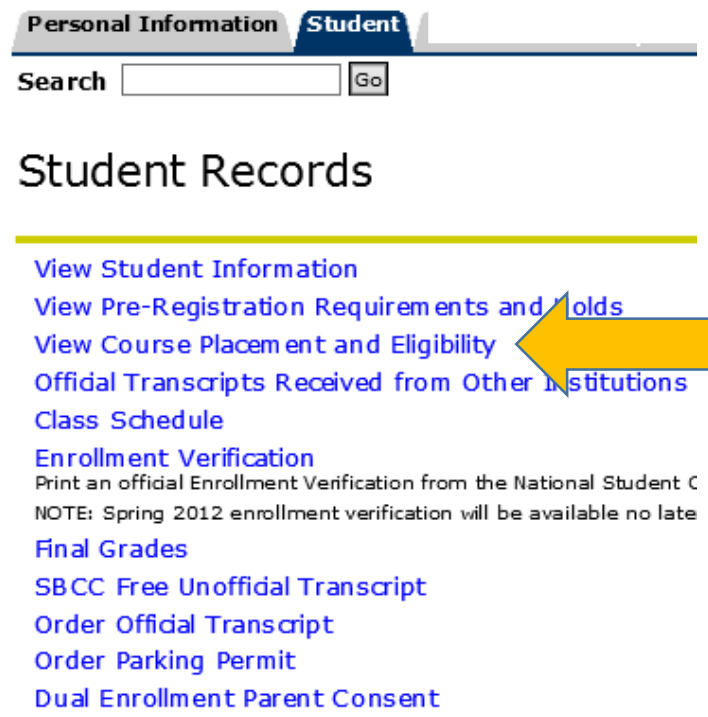 Personal Information Student
Search Go
Student Records
View Student Information
View Pre-Registration Requirements and Holds
View Course Placement and Eligibility
Official Transcripts Received from Other Institutions
Class Schedule
Enrollment Verification
Print an official Enrollment Verification from the National Student
NOTE: Spring 2012 enrollment verification will be available no
Final Grades
SBCC Free Unofficial Transcript
Order Official Transcript
Order Parking Permit
Dual Enrollment Parent Consent